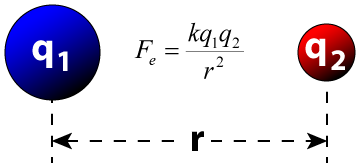 q₁
Fₑ = kq₁q₂ / r²
q₂
r